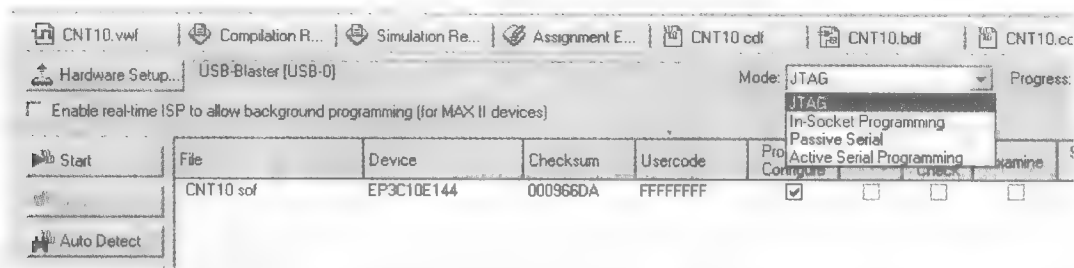 CNT10.vwf Compilation R... Simulation Re... Assignment E... CNT10 cdf CNT10.bdf CNT10.cc
Hardware Setup... USB-Blaster [USB-0] Mode: JTAG Progress:
JTAG
Enable real-time ISP to allow background programming (for MAX II devices)
In-Socket Programming
Passive Serial
Active Serial Programming
Start File Device Checksum Usercode Pro Configure Check xamine S
CNT10 sof EP3C10E144 000966DA FFFFFFFF
Auto Detect